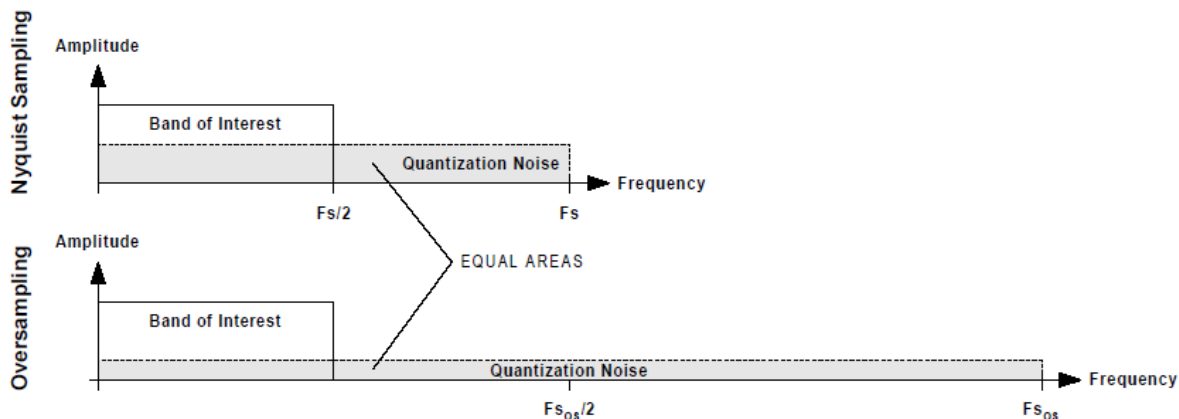 Nyquist Sampling
Amplitude
Band of Interest
Quantization Noise
Frequency
Fs/2
Fs
EQUAL AREAS
Oversampling
Amplitude
Band of Interest
Quantization Noise
Frequency
Fsos/2
Fsos